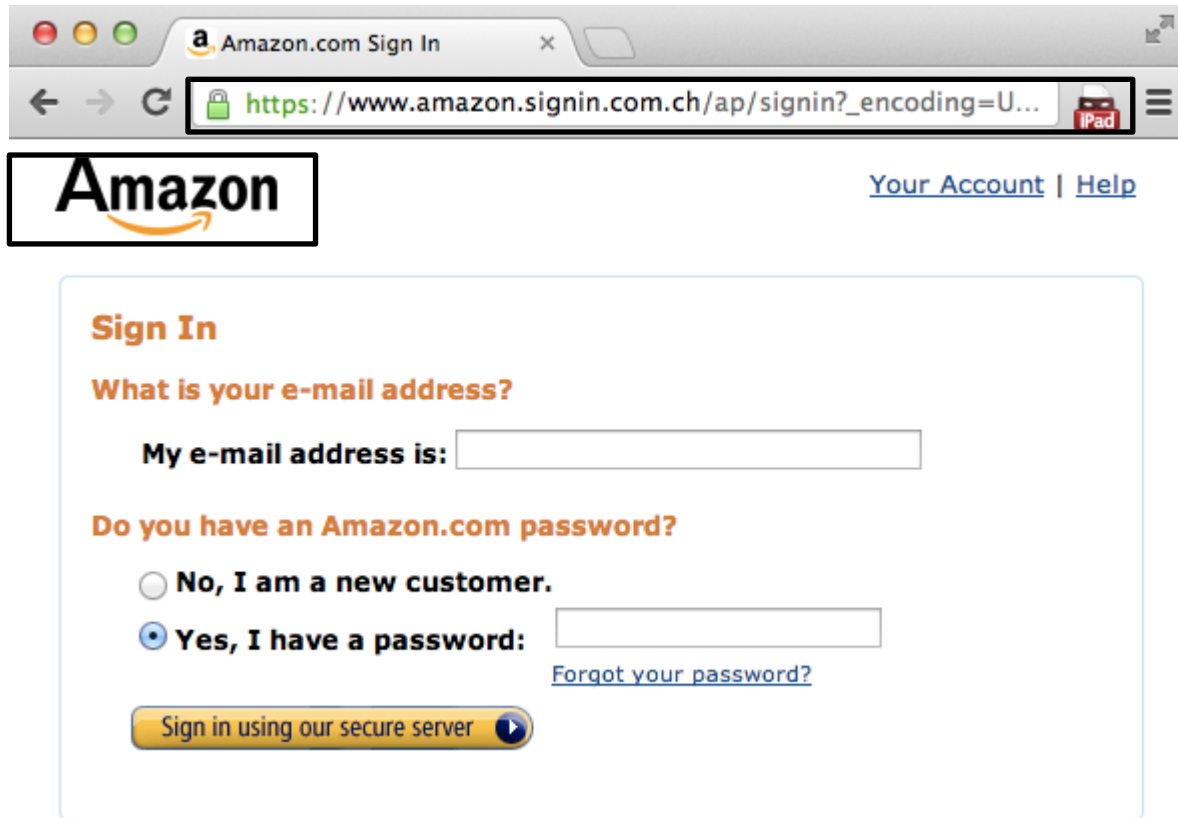 Amazon.com Sign In
https://www.amazon.signin.com.ch/ap/signin?_encoding=U...
iPad
Amazon
Your Account | Help
Sign In
What is your e-mail address?
My e-mail address is:
Do you have an Amazon.com password?
No, I am a new customer.
Yes, I have a password:
Forgot your password?
Sign in using our secure server